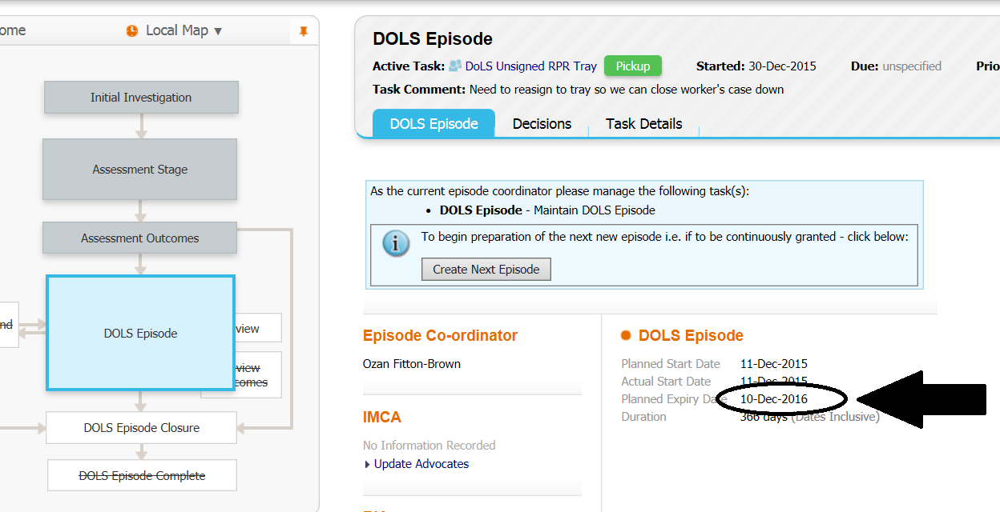 ome
Local Map ▼
Initial Investigation
Assessment Stage
Assessment Outcomes
nd
DOLS Episode
view
view
comes
DOLS Episode Closure
DOLS Episode Complete
DOLS Episode
Active Task: DoLS Unsigned RPR Tray Pickup Started: 30-Dec-2015 Due: unspecified Prio
Task Comment: Need to reasign to tray so we can close worker's case down
DOLS Episode Decisions Task Details
As the current episode coordinator please manage the following task(s):
• DOLS Episode - Maintain DOLS Episode
To begin preparation of the next new episode i.e. if to be continuously granted - click below:
Create Next Episode
Episode Co-ordinator
Ozan Fitton-Brown
IMCA
No Information Recorded
Update Advocates
DOLS Episode
Planned Start Date 11-Dec-2015
Actual Start Date 11-Dec-2015
Planned Expiry Date 10-Dec-2016
Duration 366 days (Dates Inclusive)